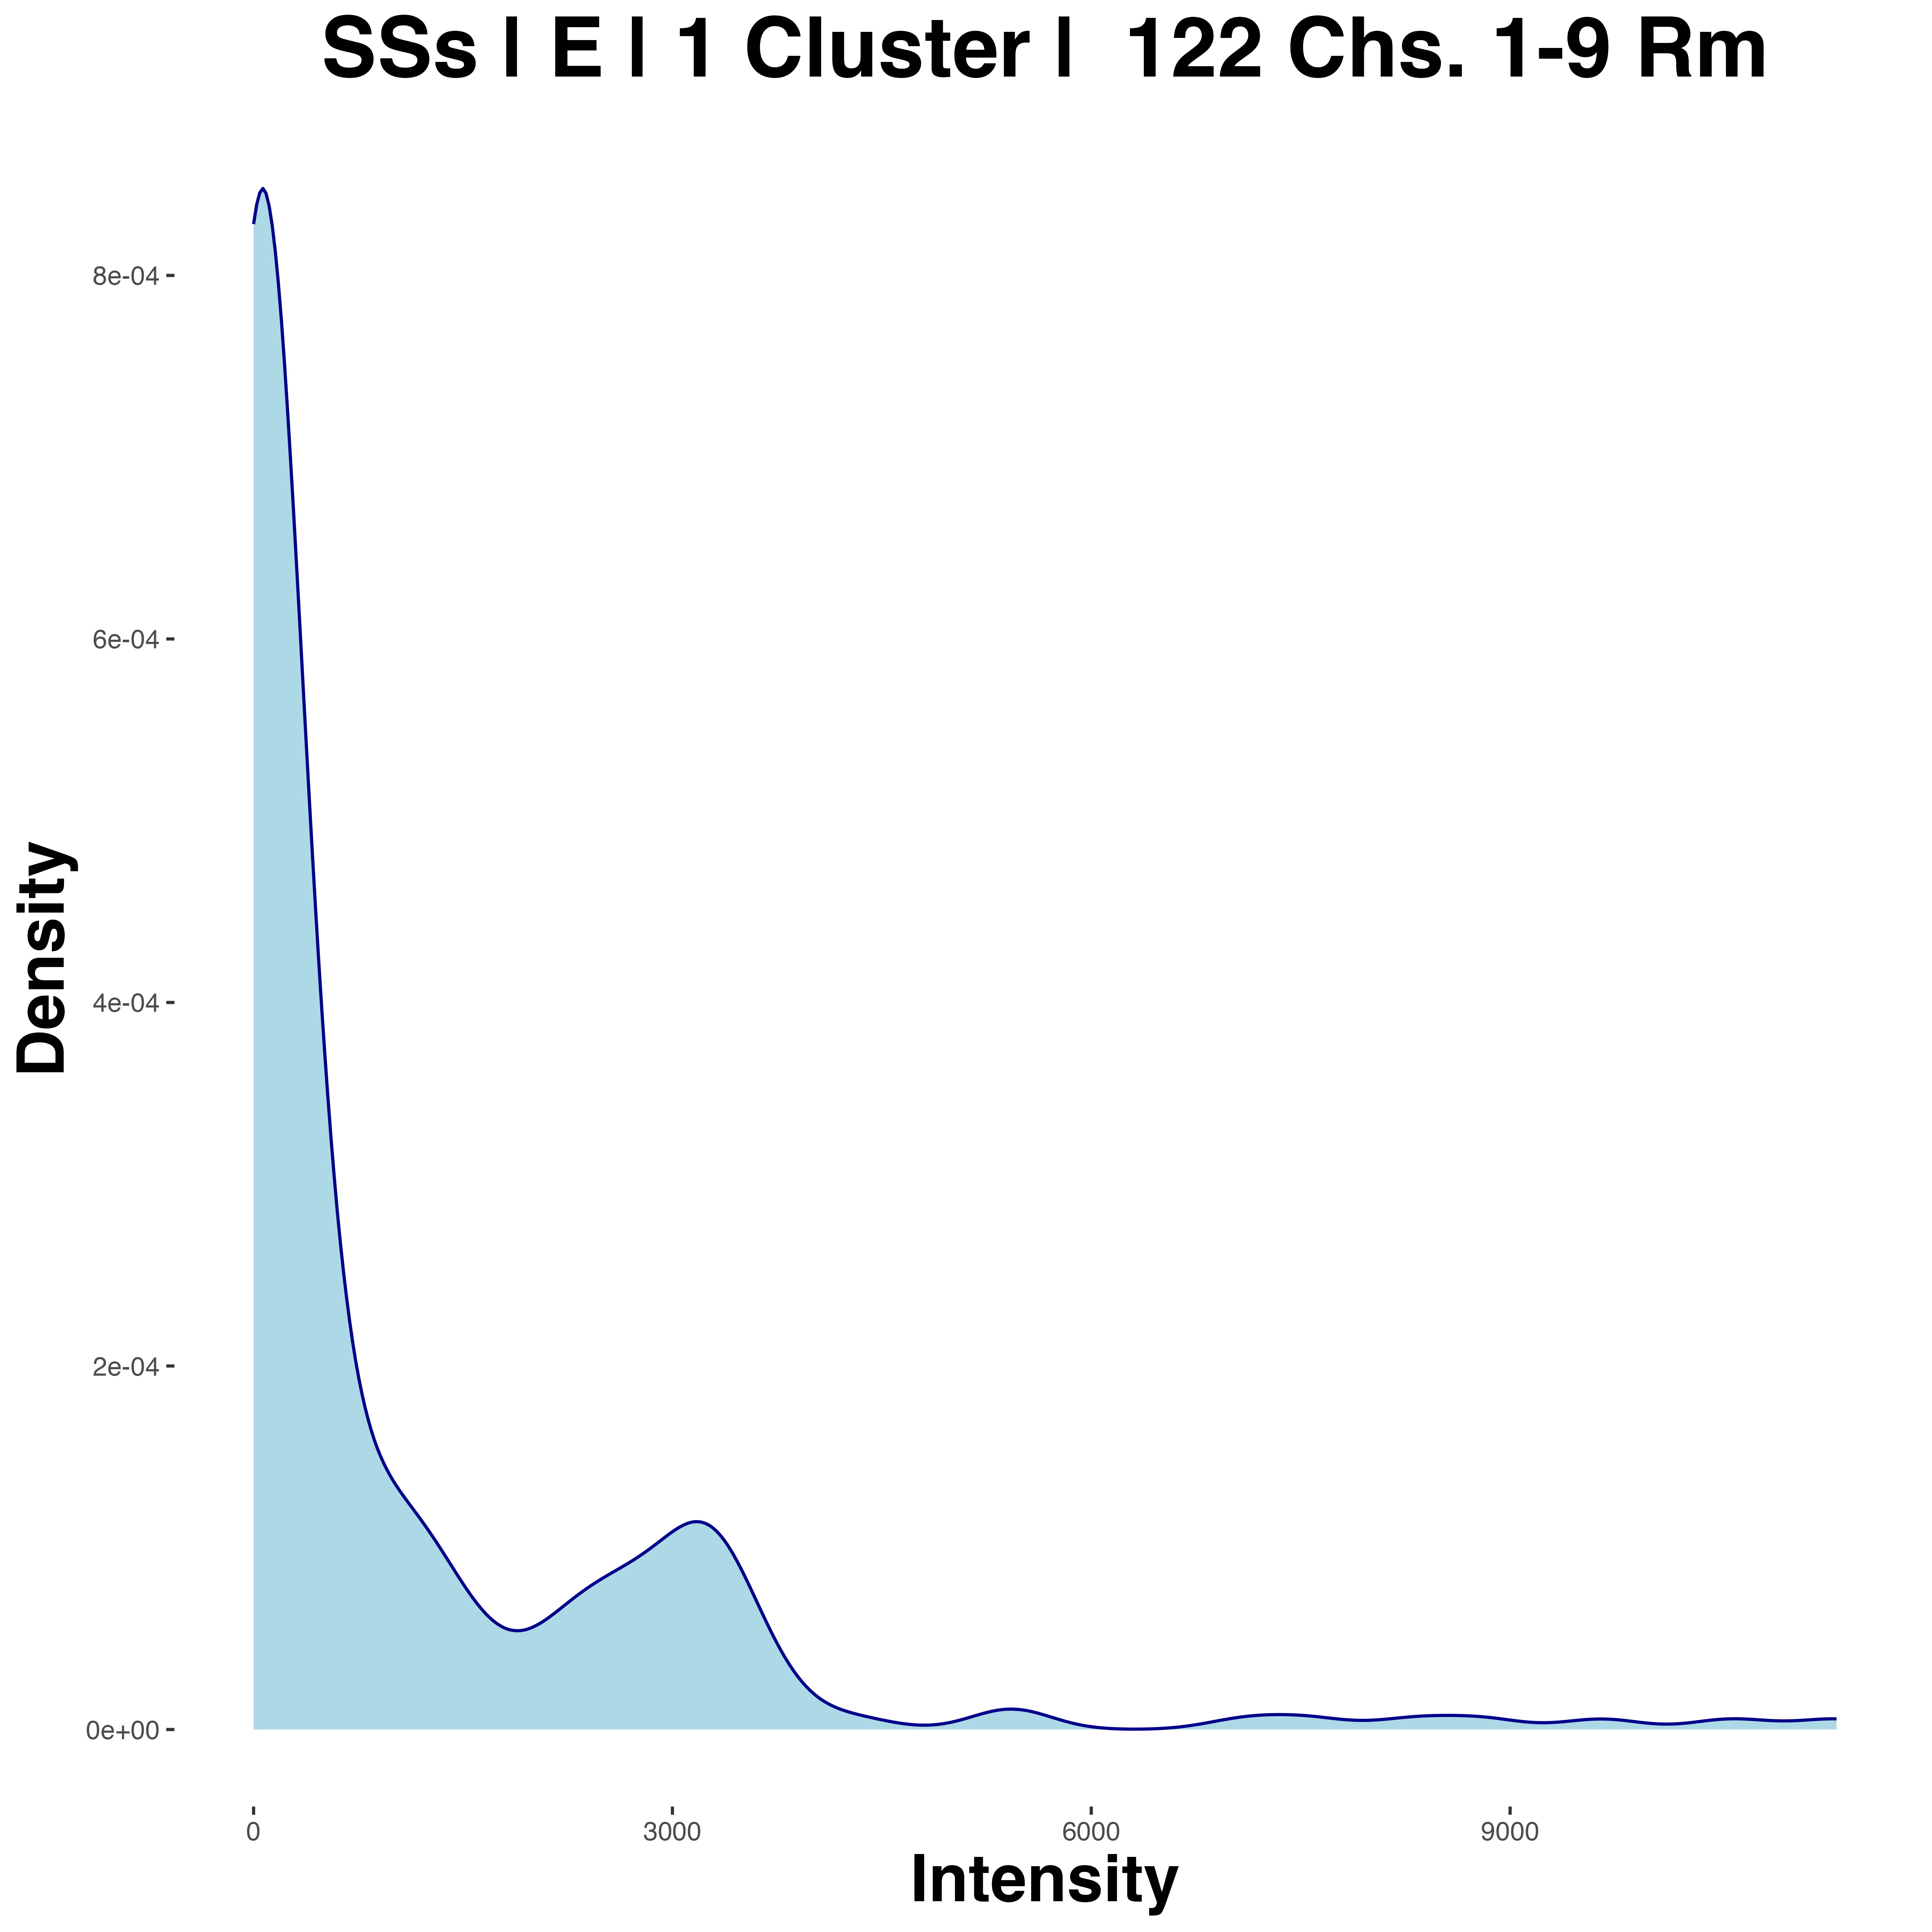 SSs | E | 1 Cluster |  122 Chs. 1-9 Rm
8e-04
6e-04
4e-04
2e-04
0e+00
Density
0 3000 6000 9000
Intensity